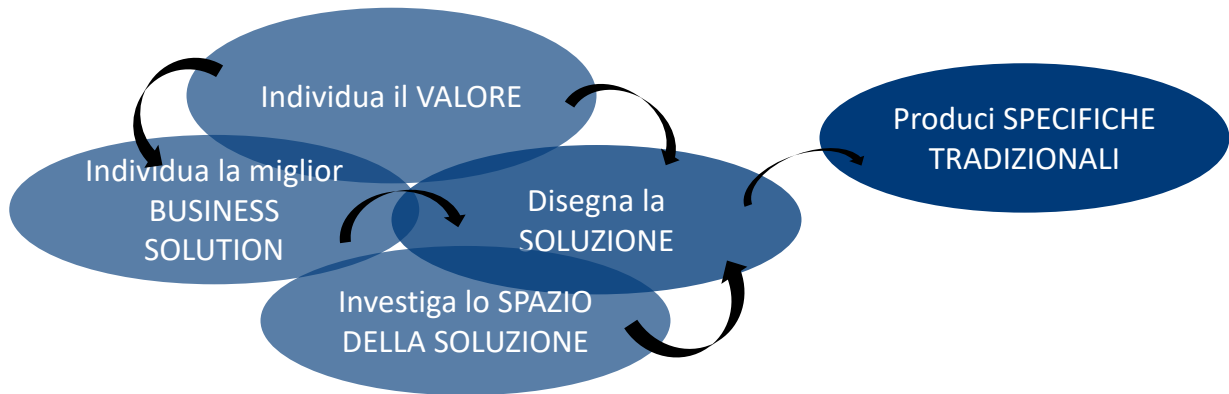 Individua il VALORE
Individua la miglior
BUSINESS
SOLUTION
Disegna la
SOLUZIONE
Investiga lo SPAZIO
DELLA SOLUZIONE
Produci SPECIFICHE
TRADIZIONALI